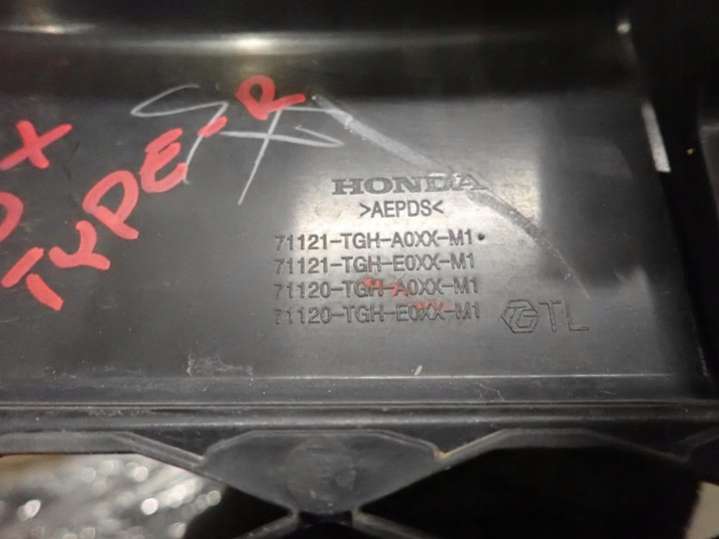 TYPE-R
HONDA
>AEPDS<
71121-TGH-A0XX-M1
71121-TGH-E0XX-M1
71120-TGH-A0XX-M1
71120-TGH-E0XX-M1
TL